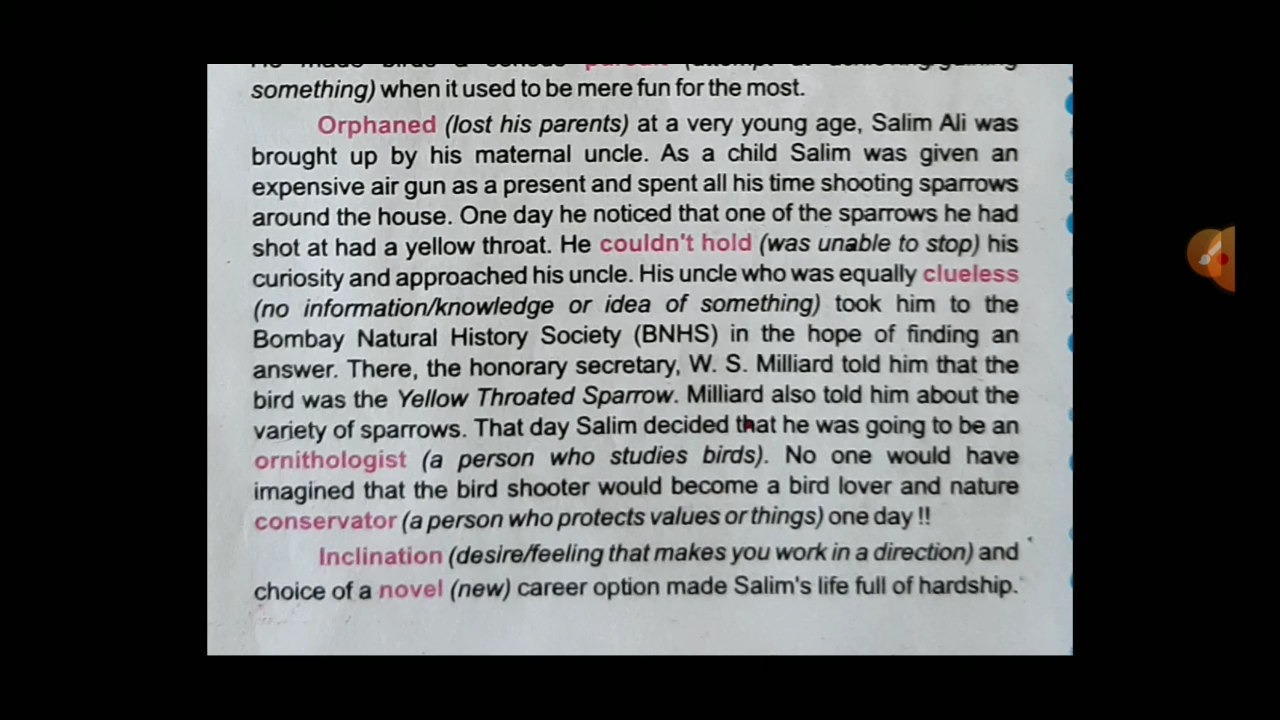 something) when it used to be mere fun for the most.
Orphaned (lost his parents) at a very young age, Salim Ali was
brought up by his maternal uncle. As a child Salim was given an
expensive air gun as a present and spent all his time shooting sparrows
around the house. One day he noticed that one of the sparrows he had
shot at had a yellow throat. He couldn't hold (was unable to stop) his
curiosity and approached his uncle. His uncle who was equally clueless
(no information/knowledge or idea of something) took him to the
Bombay Natural History Society (BNHS) in the hope of finding an
answer. There, the honorary secretary, W. S. Milliard told him that the
bird was the Yellow Throated Sparrow. Milliard also told him about the
variety of sparrows. That day Salim decided that he was going to be an
ornithologist (a person who studies birds). No one would have
imagined that the bird shooter would become a bird lover and nature
conservator (a person who protects values or things) one day !!
Inclination (desire/feeling that makes you work in a direction) and
choice of a novel (new) career option made Salim's life full of hardship.